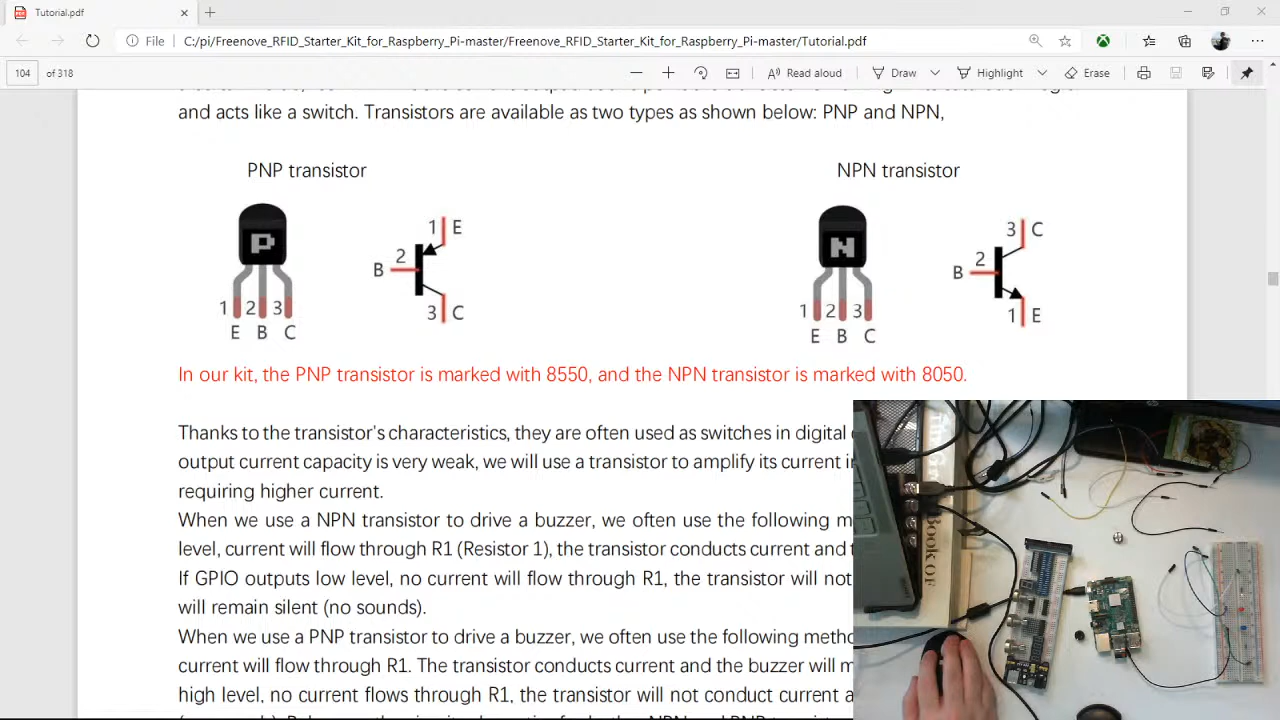 Tutorial.pdf
File C:/pi/Freenove_RFID_Starter_Kit_for_Raspberry_Pi-master/Freenove_RFID_Starter_Kit_for_Raspberry_Pi-master/Tutorial.pdf
104 of 318 Read aloud Draw Highlight Erase
and acts like a switch. Transistors are available as two types as shown below: PNP and NPN,
PNP transistor NPN transistor
P 1 E N 3 C
B 2 B 2
1 2 3 3 C 1 2 3 1 E
E B C E B C
In our kit, the PNP transistor is marked with 8550, and the NPN transistor is marked with 8050.
Thanks to the transistor's characteristics, they are often used as switches in digital
output current capacity is very weak, we will use a transistor to amplify its current
requiring higher current.
When we use a NPN transistor to drive a buzzer, we often use the following
level, current will flow through R1 (Resistor 1), the transistor conducts current and
If GPIO outputs low level, no current will flow through R1, the transistor will not
will remain silent (no sounds).
When we use a PNP transistor to drive a buzzer, we often use the following
current will flow through R1. The transistor conducts current and the buzzer will
high level, no current flows through R1, the transistor will not conduct current
Book OF